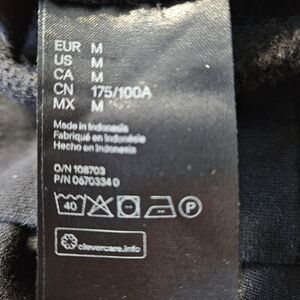 EUR M
US M
CA M
CN 175/100A
MX M
Made in Indonesia
Fabriqué en Indonésie
Hecho en Indonesia
O/N 108703
P/N 0670334 D
40 P
clevercare.info